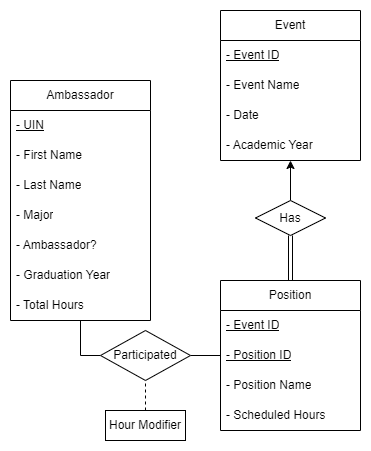 Event
- Event ID
- Event Name
- Date
- Academic Year
Ambassador
- UIN
- First Name
- Last Name
- Major
- Ambassador?
- Graduation Year
- Total Hours
Has
Position
- Event ID
- Position ID
- Position Name
- Scheduled Hours
Participated
Hour Modifier